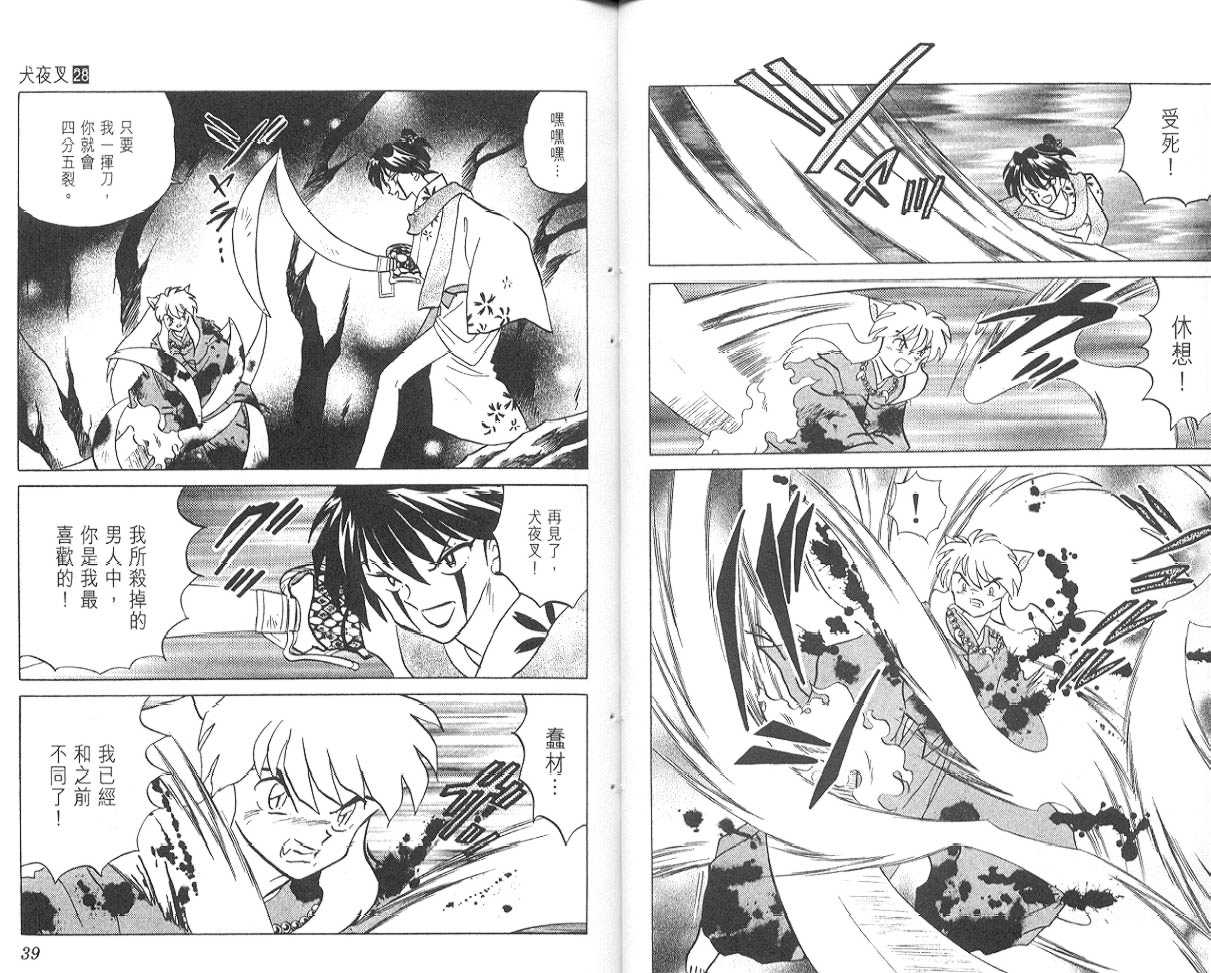 受死！
休想！
！
犬夜叉28
嘿嘿嘿…
只要
我一揮刀，
你就會
四分五裂。
再見了，
犬夜叉！
我所殺掉的
男人中，
你是我最
喜歡的！
蠢材…
我已經
和之前
不同了！
39